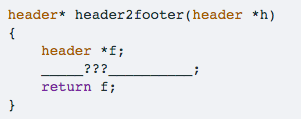 header* header2footer(header *h)
{
    header *f;
    _____???__________;
    return f;
}